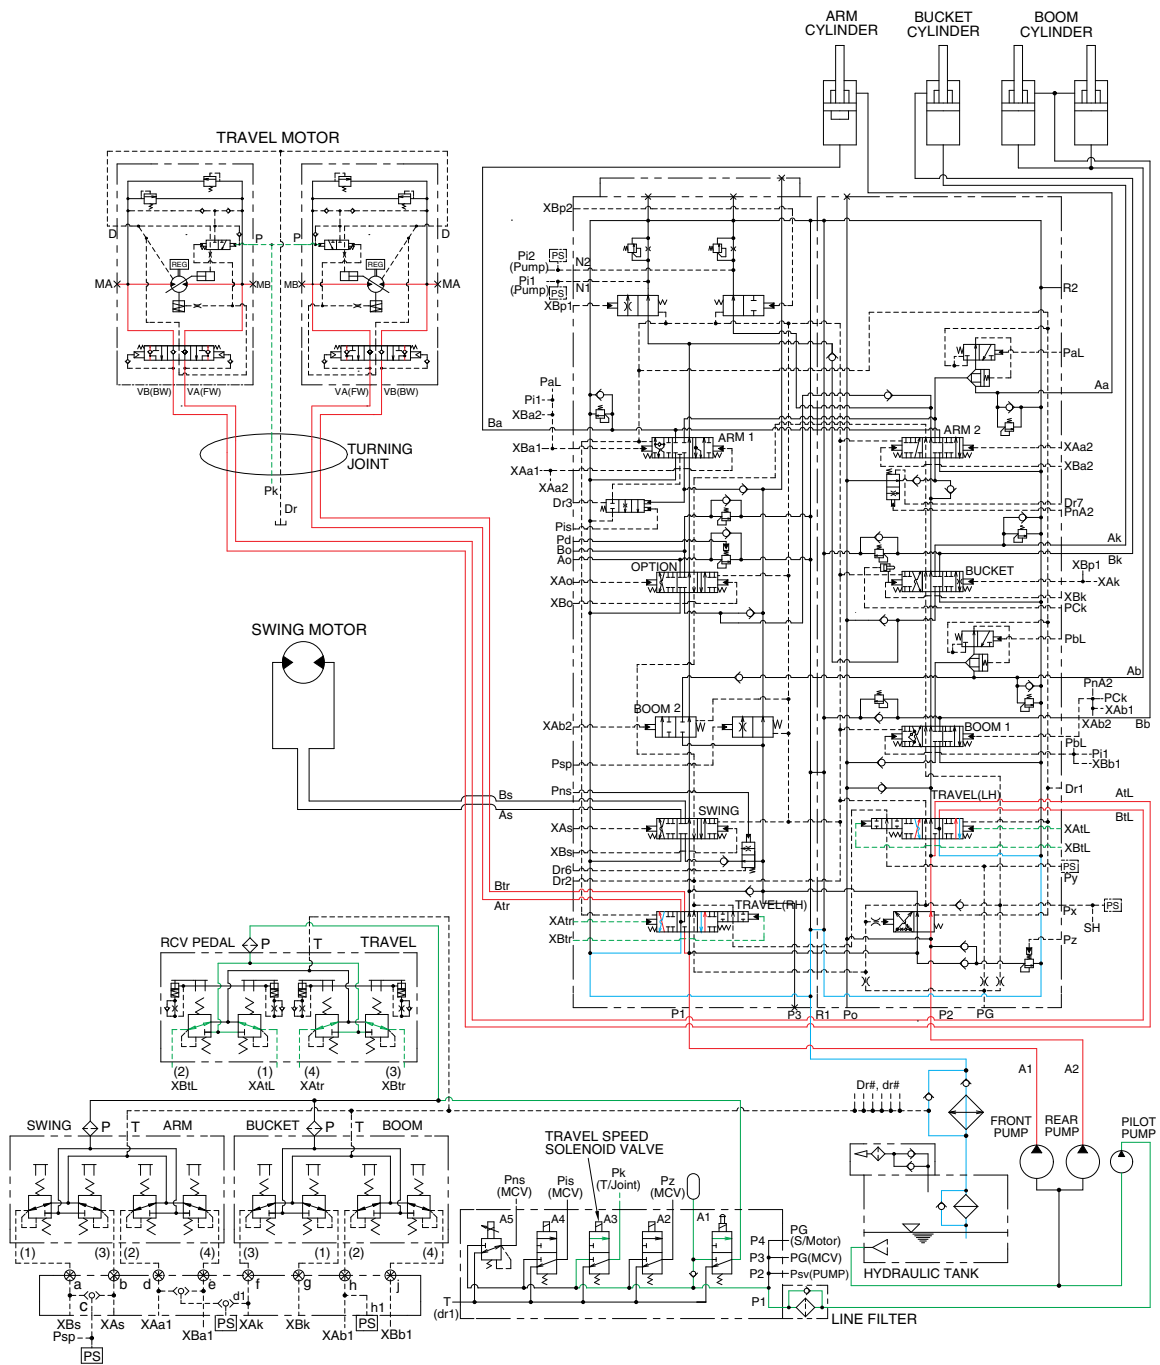 ARM
CYLINDER
BUCKET
CYLINDER
BOOM
CYLINDER
TRAVEL MOTOR
D
P
P
D
REG
REG
MA
MB
MB
MA
VB(BW)
VA(FW)
VA(FW)
VB(BW)
TURNING
JOINT
Pk
Dr
SWING MOTOR
XBp2
Pi2
(Pump)
PS
N2
Pi1
(Pump)
PS
N1
XBp1
PaL
Pi1
XBa2
Ba
XBa1
XAa1
XAa2
Dr3
Pis
Pd
Bo
Ao
XAo
XBo
XAb2
Psp
Pns
Bs
As
XAs
XBs
Dr6
Dr2
Btr
Atr
XAtr
XBtr
ARM 1
OPTION
BOOM 2
SWING
TRAVEL(RH)
ARM 2
BUCKET
BOOM 1
TRAVEL(LH)
R2
PaL
Aa
XAa2
XBa2
Dr7
PnA2
Ak
Bk
XBp1
XAk
XBk
PCk
PbL
Ab
PnA2
PCk
XAb1
XAb2
Bb
PbL
Pi1
XBb1
Dr1
AtL
BtL
XAtL
XBtL
PS
Py
Px
PS
SH
Pz
P1
P3
R1
Po
P2
PG
RCV PEDAL
P
T
TRAVEL
(2)
(1)
(4)
(3)
XBtL
XAtL
XAtr
XBtr
SWING
P
T
ARM
BUCKET
P
T
BOOM
(1)
(3)
(2)
(4)
(3)
(1)
(2)
(4)
a
b
d
e
f
g
h
j
c
d1
h1
XBs
XAs
XAa1
XBa1
PS
XAk
XBk
XAb1
PS
XBb1
Psp
PS
TRAVEL SPEED
SOLENOID VALVE
Pns
(MCV)
Pis
(MCV)
Pk
(T/Joint)
Pz
(MCV)
A5
A4
A3
A2
A1
P4
PG
(S/Motor)
P3
PG(MCV)
P2
Psv(PUMP)
P1
T
(dr1)
LINE FILTER
Dr#, dr#
A1
A2
FRONT
PUMP
REAR
PUMP
PILOT
PUMP
HYDRAULIC TANK